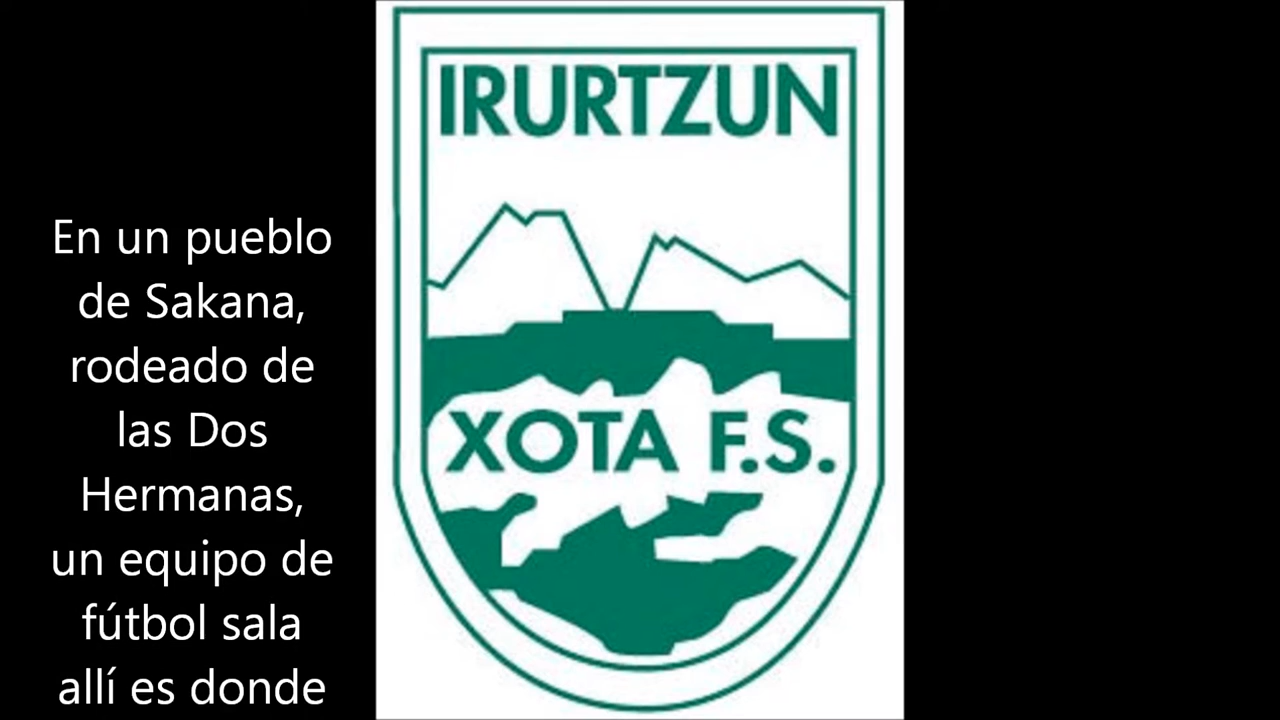 En un pueblo
de Sakana,
rodeado de
las Dos
Hermanas,
un equipo de
fútbol sala
allí es donde
IRURTZUN
XOTA F.S.